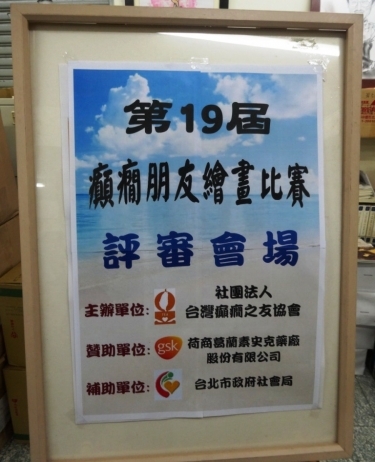 第19屆
癲癇朋友繪畫比賽
評審會場
主辦單位: 社團法人
台灣癲癇之友協會
贊助單位: gsk 荷商葛蘭素史克藥廠
股份有限公司
補助單位: 台北市政府社會局